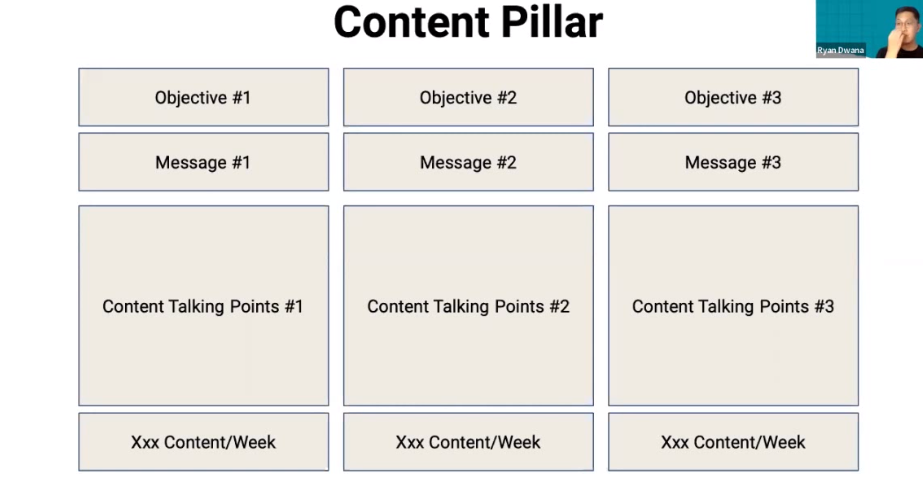 Content Pillar
Ryan Dwana
Objective #1
Objective #2
Objective #3
Message #1
Message #2
Message #3
Content Talking Points #1
Content Talking Points #2
Content Talking Points #3
Xxx Content/Week
Xxx Content/Week
Xxx Content/Week